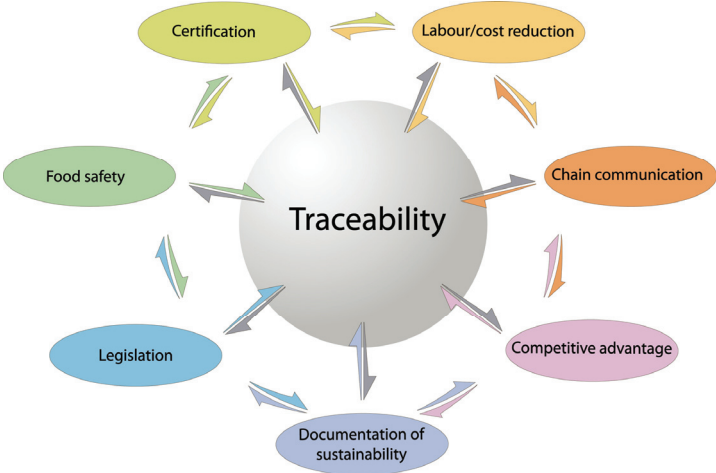 Certification
Labour/cost reduction
Food safety
Chain communication
Traceability
Legislation
Competitive advantage
Documentation of
sustainability